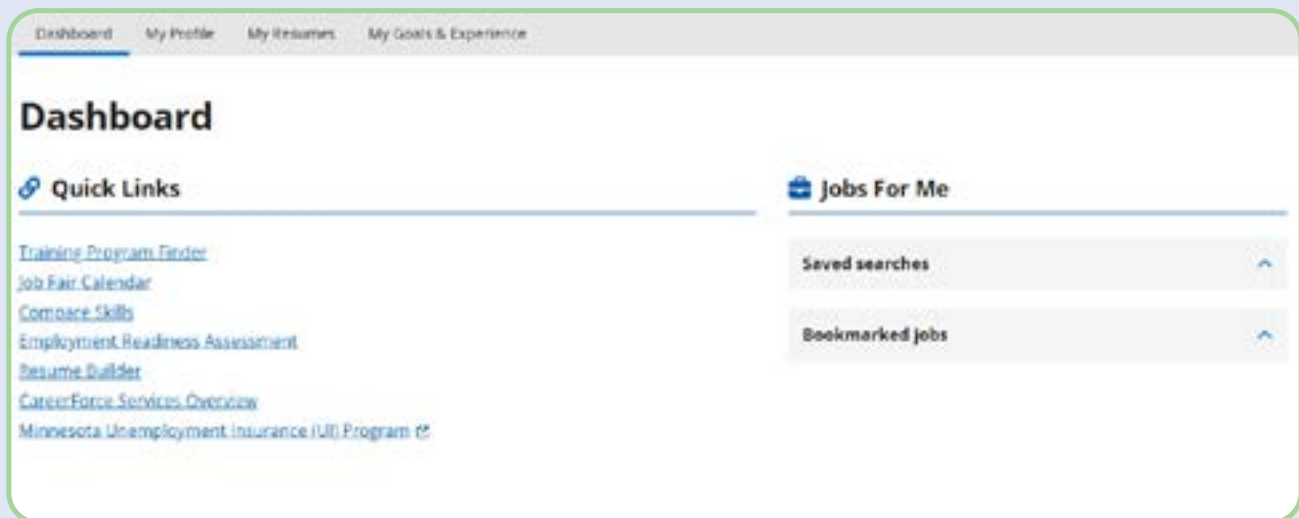 Dashboard My Profile My Resumes My Goals & Experience
Dashboard
Quick Links
Training Program Finder
Job Fair Calendar
Compare Skills
Employment Readiness Assessment
Resume Builder
CareerForce Services Overview
Minnesota Unemployment Insurance (UI) Program
Jobs For Me
Saved searches
Bookmarked jobs